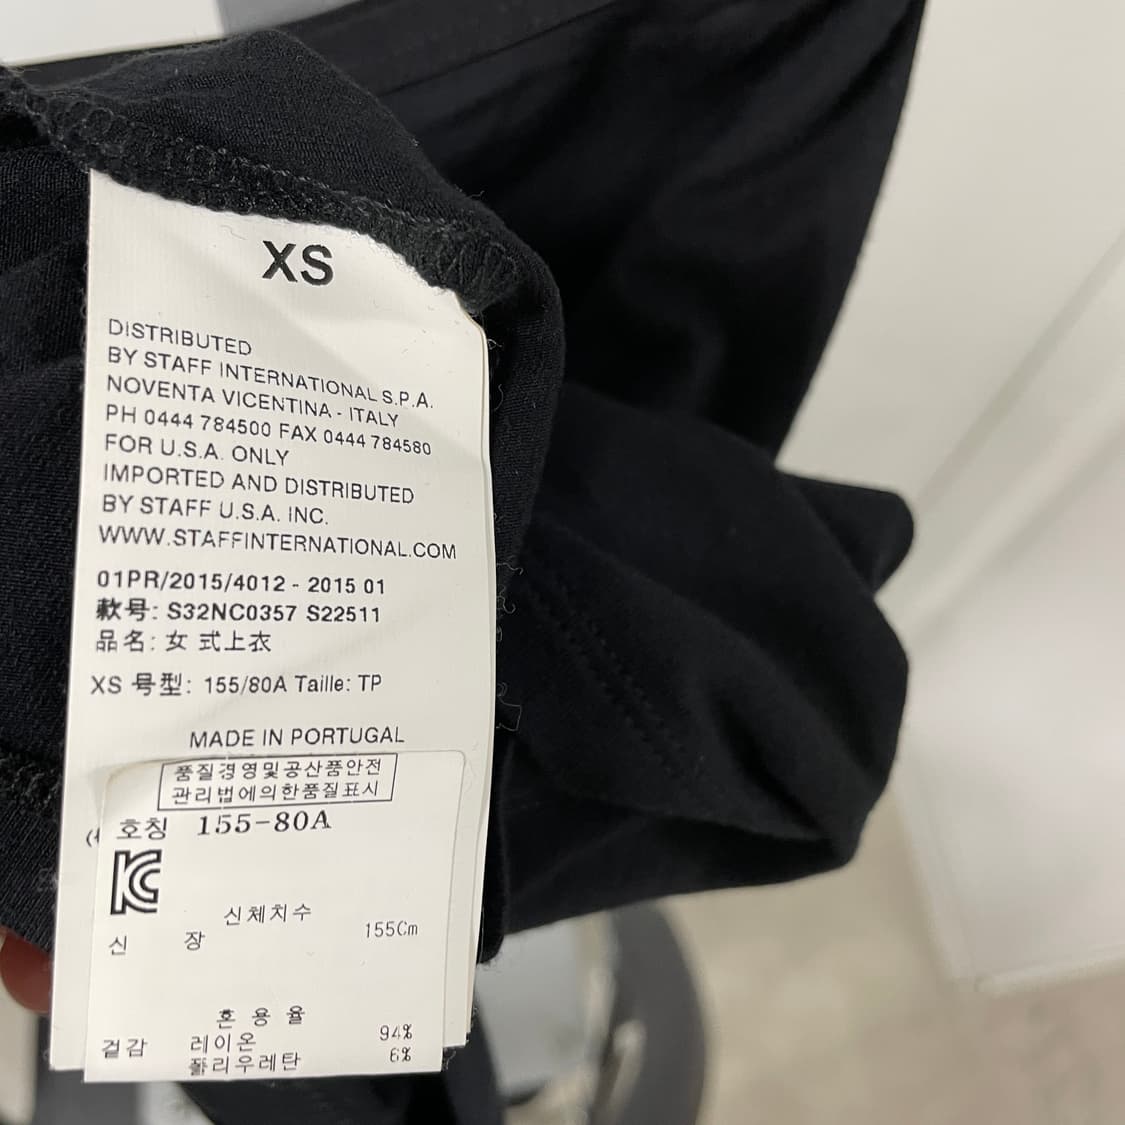 XS
DISTRIBUTED
BY STAFF INTERNATIONAL S.P.A.
NOVENTA VICENTINA - ITALY
PH 0444 784500 FAX 0444 784580
FOR U.S.A. ONLY
IMPORTED AND DISTRIBUTED
BY STAFF U.S.A. INC.
WWW.STAFFINTERNATIONAL.COM
01PR/2015/4012 - 2015 01
款号: S32NC0357 S22511
品名: 女 式上衣
XS 号型: 155/80A Taille: TP
MADE IN PORTUGAL
품질경영및공산품안전
관리법에의한품질표시
호칭 155-80A
신체치수
신 장 155Cm
혼 용 율
겉감 레이온 94%
폴리우레탄 6%